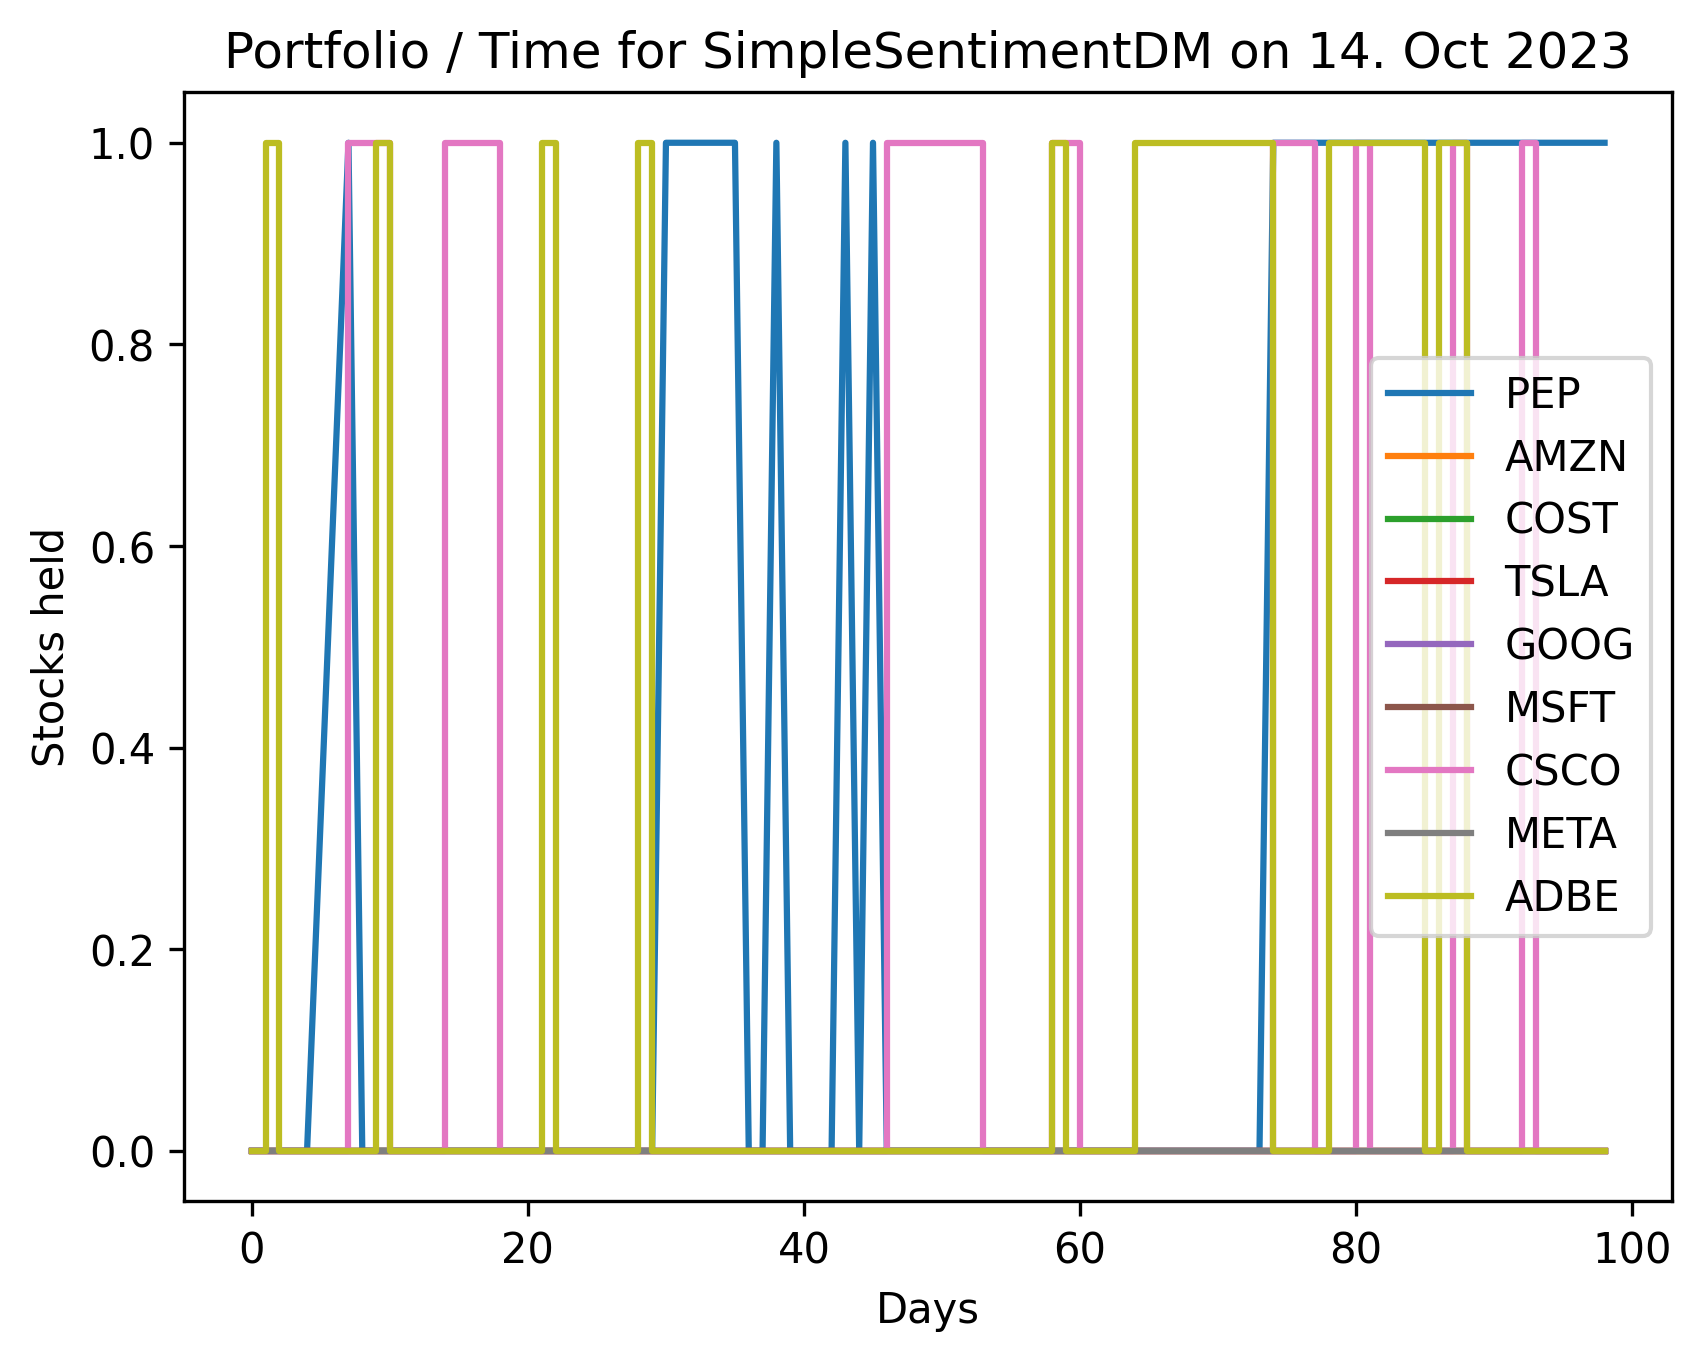 Portfolio / Time for SimpleSentimentDM on 14. Oct 2023
1.0
0.8
0.6
0.4
0.2
0.0
Stocks held
PEP
AMZN
COST
TSLA
GOOG
MSFT
CSCO
META
ADBE
0 20 40 60 80 100
Days